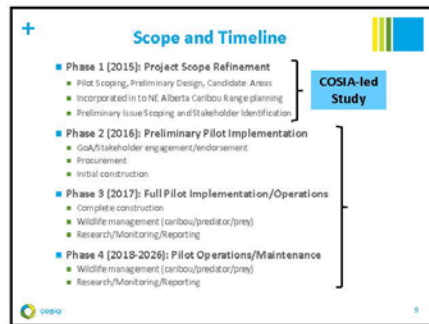 +
Scope and Timeline
Phase 1 (2015): Project Scope Refinement
Pilot Scoping, Preliminary Design, Candidate Areas
Incorporated in to NE Alberta Caribou Range planning
Preliminary Issue Scoping and Stakeholder Identification
COSIA-led
Study
Phase 2 (2016): Preliminary Pilot Implementation
GoA/Stakeholder engagement/endorsement
Procurement
Initial construction
Phase 3 (2017): Full Pilot Implementation/Operations
Complete construction
Wildlife management (caribou/predator/prey)
Research/Monitoring/Reporting
Phase 4 (2018-2026): Pilot Operations/Maintenance
Wildlife management (caribou/predator/prey)
Research/Monitoring/Reporting
cosia
9